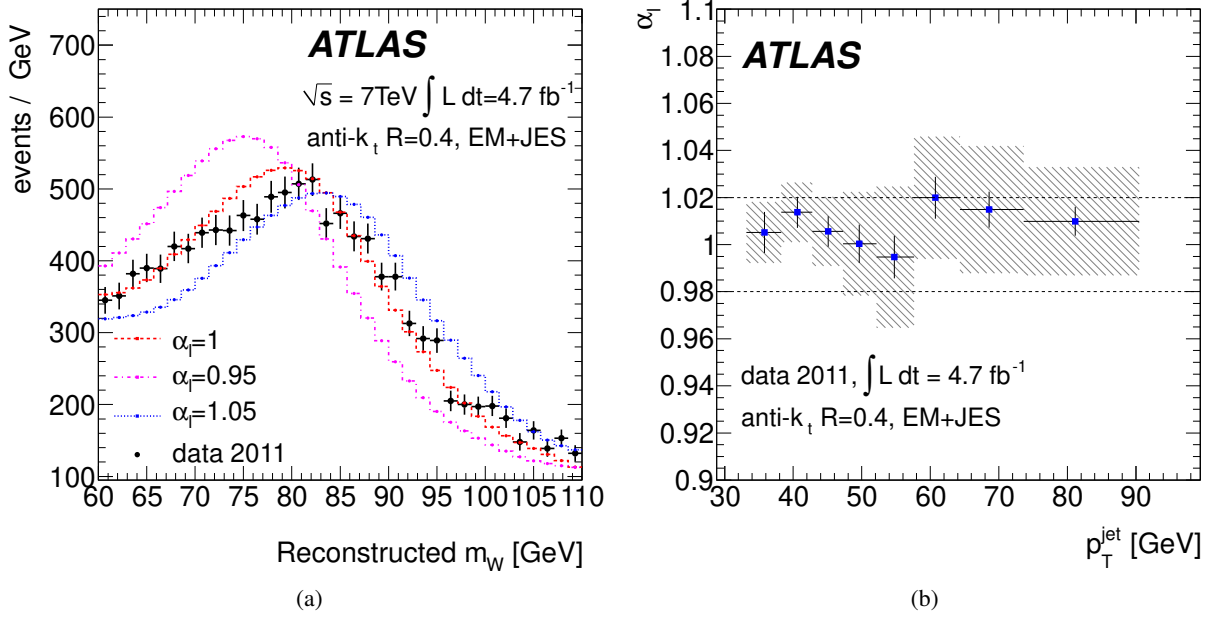 events / GeV
700
600
500
400
300
200
100
ATLAS
√s = 7TeV ∫ L dt=4.7 fb⁻¹
anti-kₜ R=0.4, EM+JES
αₗ=1
αₗ=0.95
αₗ=1.05
data 2011
60 65 70 75 80 85 90 95 100 105 110
Reconstructed m_W [GeV]
(a)
αₗ
1.1
1.08
1.06
1.04
1.02
1
0.98
0.96
0.94
0.92
0.9
ATLAS
data 2011, ∫ L dt = 4.7 fb⁻¹
anti-kₜ R=0.4, EM+JES
30 40 50 60 70 80 90
p_T^jet [GeV]
(b)